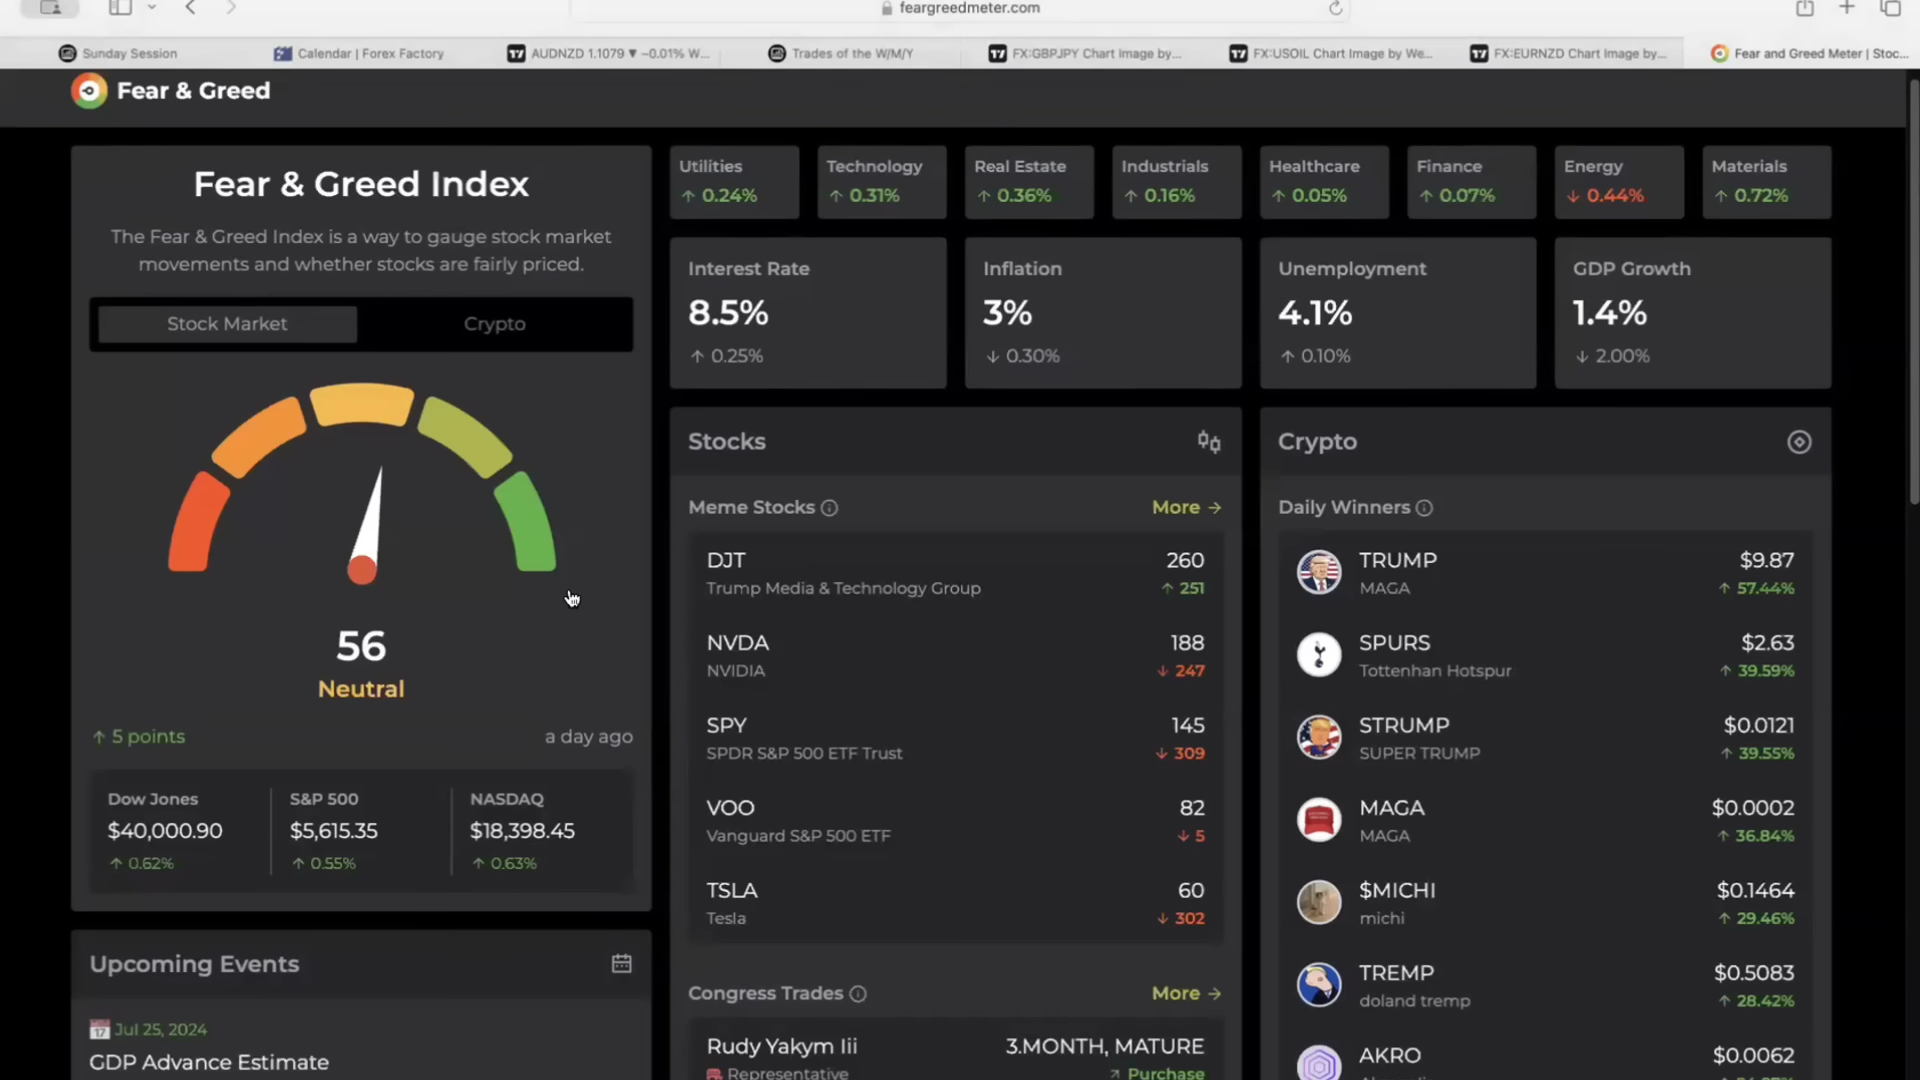 feargreedmeter.com
Sunday Session
Calendar | Forex Factory
AUDNZD 1.1079 ▼ −0.01% W...
Trades of the W/M/Y
FX:GBPJPY Chart Image by...
FX:USOIL Chart Image by We...
FX:EURNZD Chart Image by...
Fear and Greed Meter | Stoc...
Fear & Greed
Fear & Greed Index
The Fear & Greed Index is a way to gauge stock market
movements and whether stocks are fairly priced.
Stock Market
Crypto
56
Neutral
↑ 5 points
a day ago
Dow Jones
$40,000.90
↑ 0.62%
S&P 500
$5,615.35
↑ 0.55%
NASDAQ
$18,398.45
↑ 0.63%
Upcoming Events
17 Jul 25, 2024
GDP Advance Estimate
Utilities
↑ 0.24%
Technology
↑ 0.31%
Real Estate
↑ 0.36%
Industrials
↑ 0.16%
Healthcare
↑ 0.05%
Finance
↑ 0.07%
Energy
↓ 0.44%
Materials
↑ 0.72%
Interest Rate
8.5%
↑ 0.25%
Inflation
3%
↓ 0.30%
Unemployment
4.1%
↑ 0.10%
GDP Growth
1.4%
↓ 2.00%
Stocks
Meme Stocks
More →
DJT 260
Trump Media & Technology Group ↑ 251
NVDA 188
NVIDIA ↓ 247
SPY 145
SPDR S&P 500 ETF Trust ↓ 309
VOO 82
Vanguard S&P 500 ETF ↓ 5
TSLA 60
Tesla ↓ 302
Congress Trades
More →
Rudy Yakym Iii 3.MONTH, MATURE
Representative Purchase
Crypto
Daily Winners
TRUMP $9.87
MAGA ↑ 57.44%
SPURS $2.63
Tottenham Hotspur ↑ 39.59%
STRUMP $0.0121
SUPER TRUMP ↑ 39.55%
MAGA $0.0002
MAGA ↑ 36.84%
$MICHI $0.1464
michi ↑ 29.46%
TREMP $0.5083
doland tremp ↑ 28.42%
AKRO $0.0062